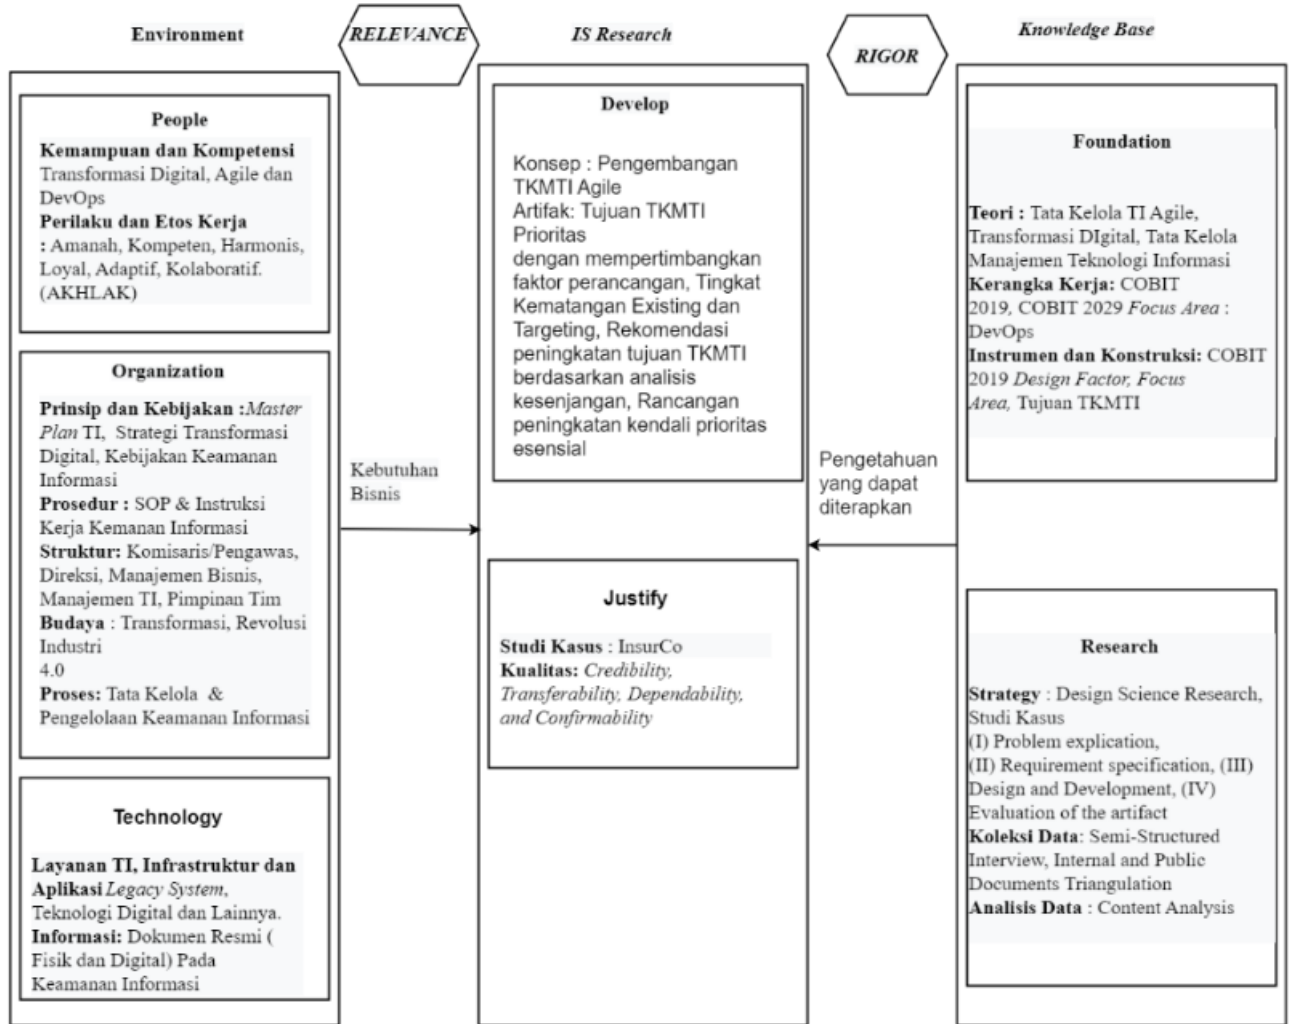 Environment
People
Kemampuan dan Kompetensi
Transformasi Digital, Agile dan
DevOps
Perilaku dan Etos Kerja
: Amanah, Kompeten, Harmonis,
Loyal, Adaptif, Kolaboratif.
(AKHLAK)
Organization
Prinsip dan Kebijakan :Master
Plan TI, Strategi Transformasi
Digital, Kebijakan Keamanan
Informasi
Prosedur : SOP & Instruksi
Kerja Kemanan Informasi
Struktur: Komisaris/Pengawas,
Direksi, Manajemen Bisnis,
Manajemen TI, Pimpinan Tim
Budaya : Transformasi, Revolusi
Industri
4.0
Proses: Tata Kelola &
Pengelolaan Keamanan Informasi
Technology
Layanan TI, Infrastruktur dan
Aplikasi Legacy System,
Teknologi Digital dan Lainnya.
Informasi: Dokumen Resmi (
Fisik dan Digital) Pada
Keamanan Informasi
RELEVANCE
Kebutuhan
Bisnis
IS Research
Develop
Konsep : Pengembangan
TKMTI Agile
Artifak: Tujuan TKMTI
Prioritas
dengan mempertimbangkan
faktor perancangan, Tingkat
Kematangan Existing dan
Targeting, Rekomendasi
peningkatan tujuan TKMTI
berdasarkan analisis
kesenjangan, Rancangan
peningkatan kendali prioritas
esensial
Justify
Studi Kasus : InsurCo
Kualitas: Credibility,
Transferability, Dependability,
and Confirmability
RIGOR
Pengetahuan
yang dapat
diterapkan
Knowledge Base
Foundation
Teori : Tata Kelola TI Agile,
Transformasi DIgital, Tata Kelola
Manajemen Teknologi Informasi
Kerangka Kerja: COBIT
2019, COBIT 2029 Focus Area :
DevOps
Instrumen dan Konstruksi: COBIT
2019 Design Factor, Focus
Area, Tujuan TKMTI
Research
Strategy : Design Science Research,
Studi Kasus
(I) Problem explication,
(II) Requirement specification, (III)
Design and Development, (IV)
Evaluation of the artifact
Koleksi Data: Semi-Structured
Interview, Internal and Public
Documents Triangulation
Analisis Data : Content Analysis